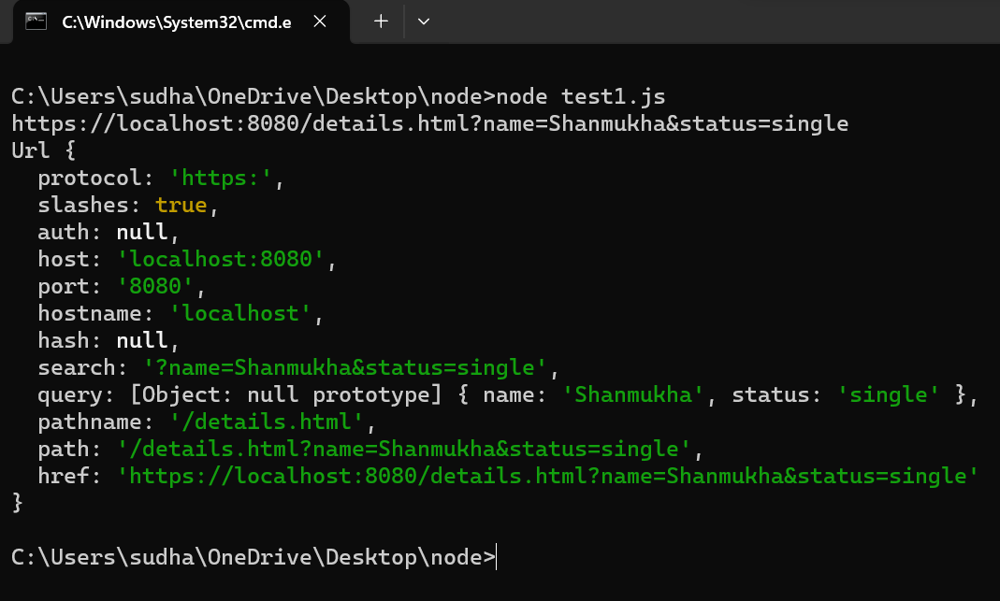 C:\Windows\System32\cmd.e
C:\Users\sudha\OneDrive\Desktop\node>node test1.js
https://localhost:8080/details.html?name=Shanmukha&status=single
Url {
  protocol: 'https:',
  slashes: true,
  auth: null,
  host: 'localhost:8080',
  port: '8080',
  hostname: 'localhost',
  hash: null,
  search: '?name=Shanmukha&status=single',
  query: [Object: null prototype] { name: 'Shanmukha', status: 'single' },
  pathname: '/details.html',
  path: '/details.html?name=Shanmukha&status=single',
  href: 'https://localhost:8080/details.html?name=Shanmukha&status=single'
}
C:\Users\sudha\OneDrive\Desktop\node>